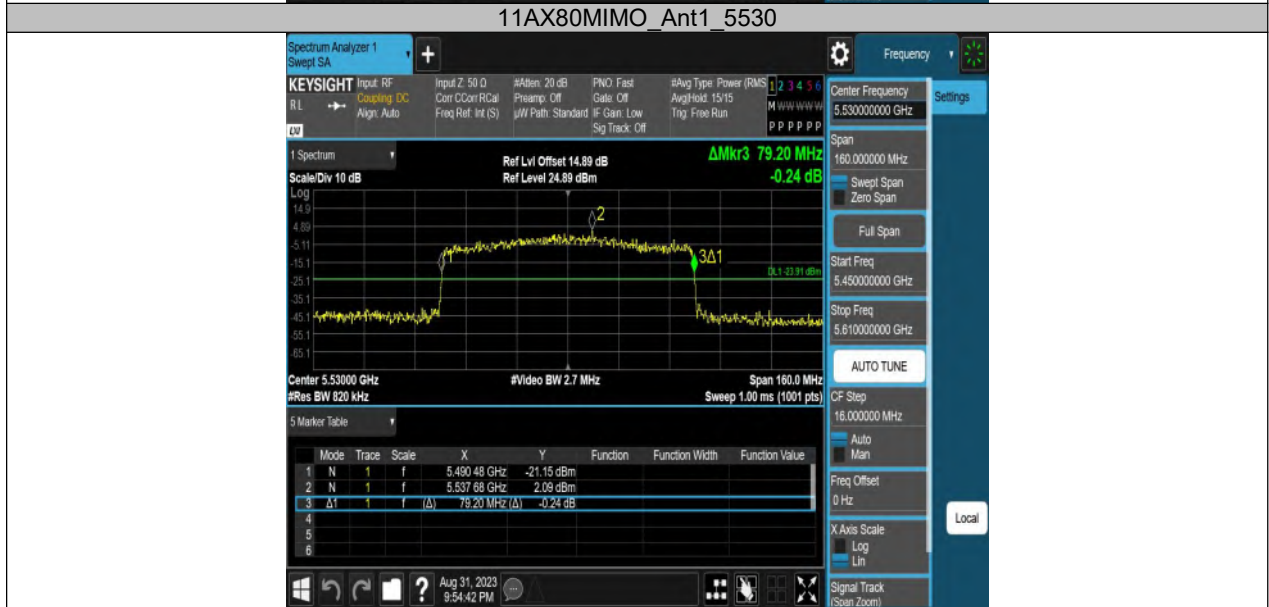 11AX80MIMO_Ant1_5530
Spectrum Analyzer 1
Swept SA
+
Frequency
KEYSIGHT Input: RF Input Z: 50 Ω #Atten: 20 dB PNO: Fast #Avg Type: Power (RMS 1 2 3 4 5 6
RL Coupling: DC Corr CCorr RCal Preamp: Off Gate: Off Avg|Hold: 15/15 M W W W W W
Align: Auto Freq Ref: Int (S) µW Path: Standard IF Gain: Low Trig: Free Run
Sig Track: Off P P P P P P
LXI
Center Frequency
5.530000000 GHz
Settings
1 Spectrum
Ref Lvl Offset 14.89 dB
ΔMkr3 79.20 MHz
Scale/Div 10 dB
Ref Level 24.89 dBm
-0.24 dB
Log
14.9
4.89
-5.11
-15.1
-25.1
-35.1
-45.1
-55.1
-65.1
1
2
3Δ1
DL1 -23.91 dBm
Center 5.53000 GHz #Video BW 2.7 MHz Span 160.0 MHz
#Res BW 820 kHz Sweep 1.00 ms (1001 pts)
Span
160.000000 MHz
Swept Span
Zero Span
Full Span
Start Freq
5.450000000 GHz
Stop Freq
5.610000000 GHz
AUTO TUNE
CF Step
16.000000 MHz
Auto
Man
Freq Offset
0 Hz
X Axis Scale
Log
Lin
Signal Track
(Span Zoom)
Local
5 Marker Table
Mode Trace Scale X Y Function Function Width Function Value
1 N 1 f 5.490 48 GHz -21.15 dBm
2 N 1 f 5.537 68 GHz 2.09 dBm
3 Δ1 1 f (Δ) 79.20 MHz (Δ) -0.24 dB
4
5
6
? Aug 31, 2023
9:54:42 PM